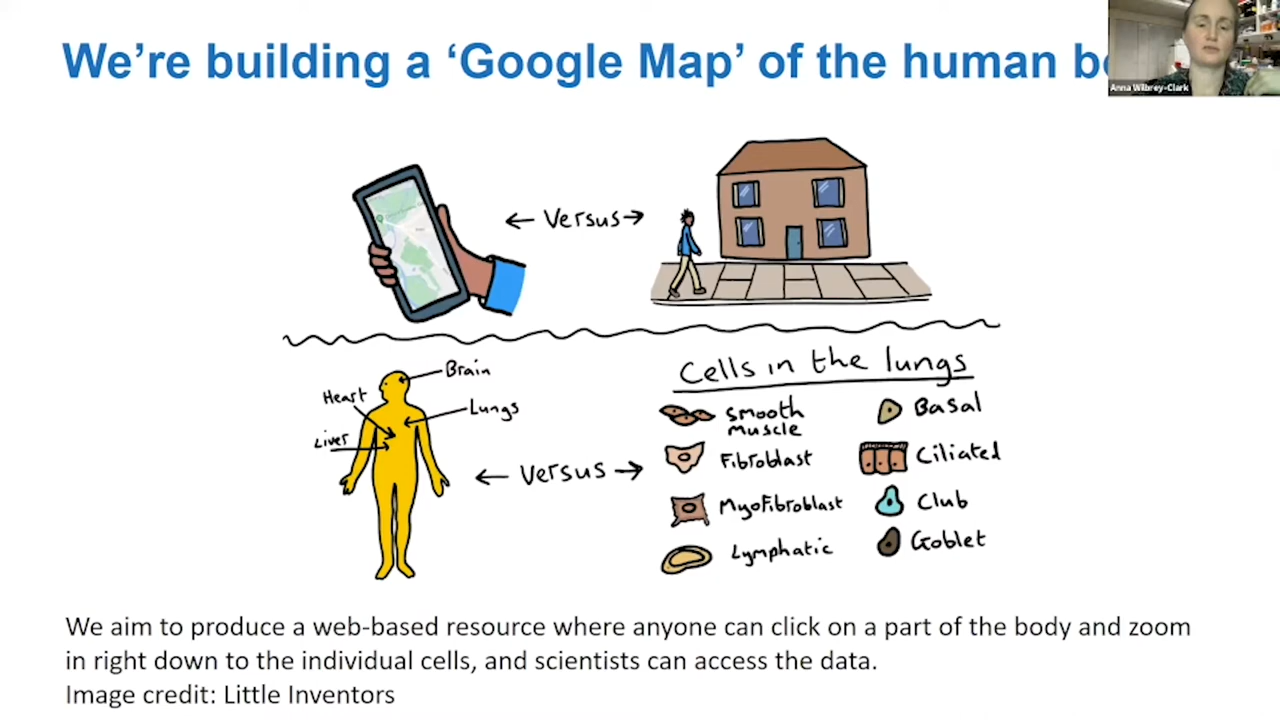 We're building a ‘Google Map’ of the human
Anna Wilbrey-Clark
← Versus →
Brain
Heart
Lungs
Liver
← Versus →
Cells in the lungs
Smooth
muscle
Basal
Fibroblast
Ciliated
Myofibroblast
Club
Lymphatic
Goblet
We aim to produce a web-based resource where anyone can click on a part of the body and zoom
in right down to the individual cells, and scientists can access the data.
Image credit: Little Inventors